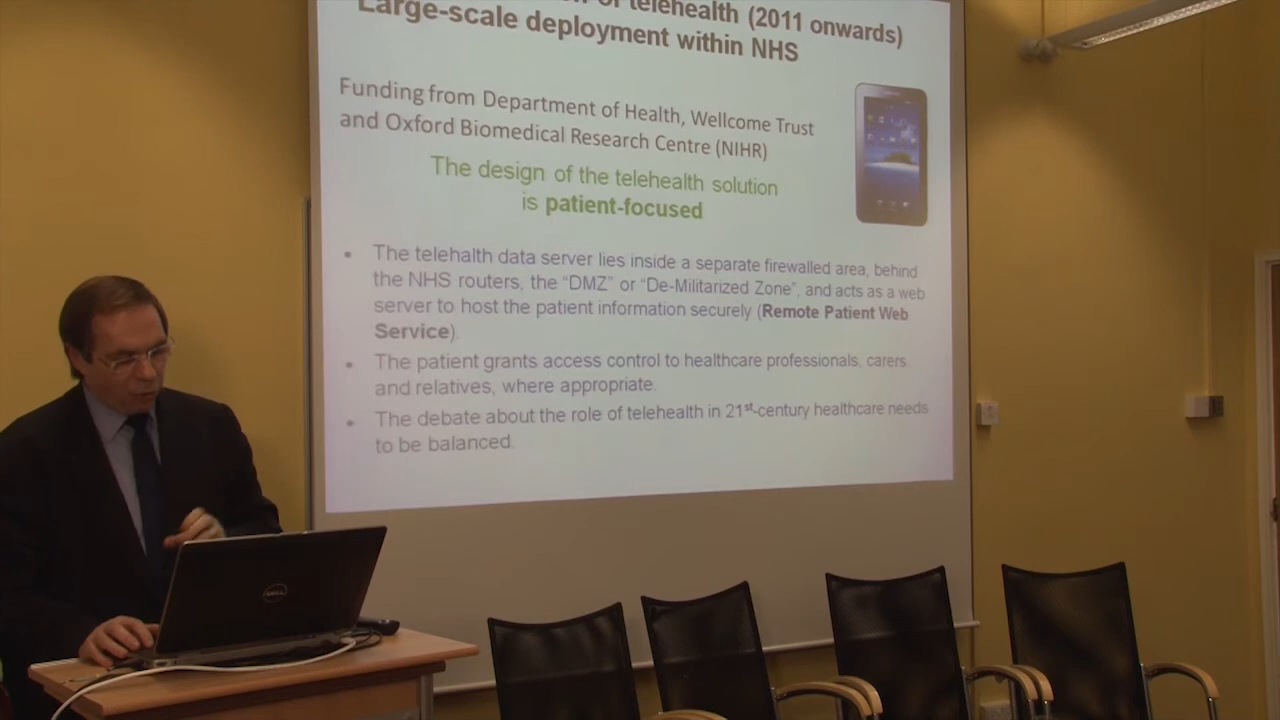 of telehealth (2011 onwards)
Large-scale deployment within NHS
Funding from Department of Health, Wellcome Trust
and Oxford Biomedical Research Centre (NIHR)
The design of the telehealth solution
is patient-focused
• The telehalth data server lies inside a separate firewalled area, behind
the NHS routers, the “DMZ” or “De-Militarized Zone”, and acts as a web
server to host the patient information securely (Remote Patient Web
Service).
• The patient grants access control to healthcare professionals, carers
and relatives, where appropriate.
• The debate about the role of telehealth in 21st-century healthcare needs
to be balanced.
DELL